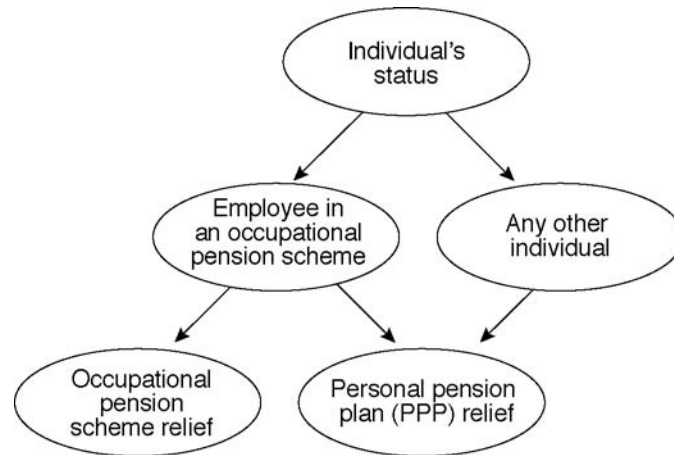 Individual's
status
Employee in
an occupational
pension scheme
Any other
individual
Occupational
pension
scheme relief
Personal pension
plan (PPP) relief